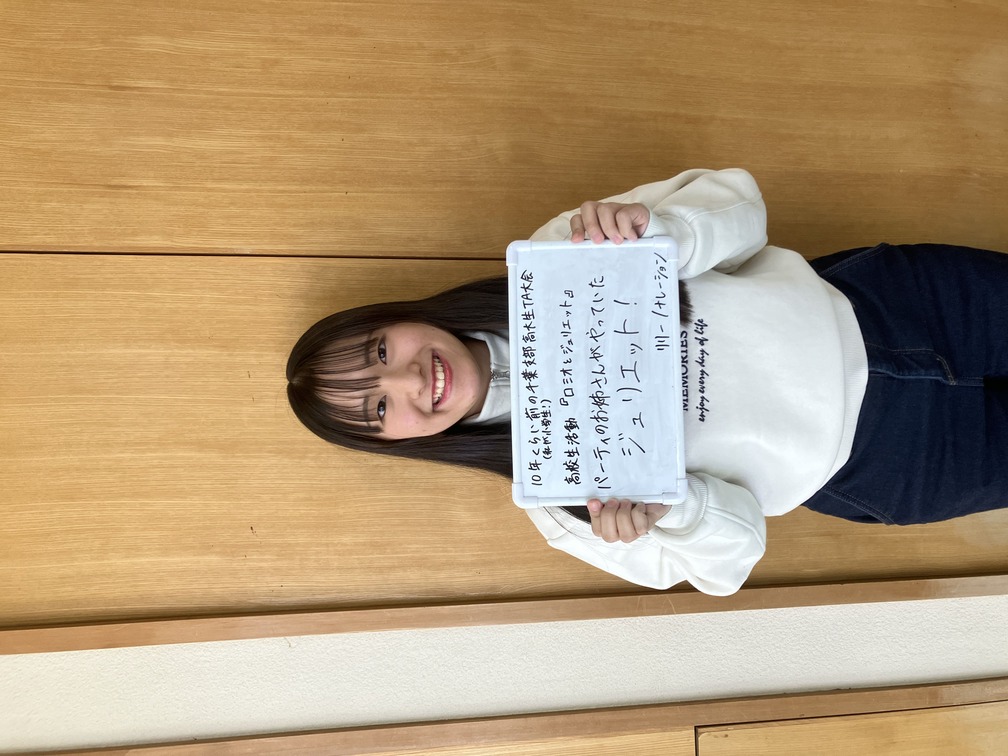 10年くらい前の千葉支部高大生TA大会
(私が小学生!)
高校生活動『ロミオとジュリエット』
パーティのお姉さんがやっていた
ジュリエット!
リリー/ナレーション
MEMORIES
enjoy every day of life